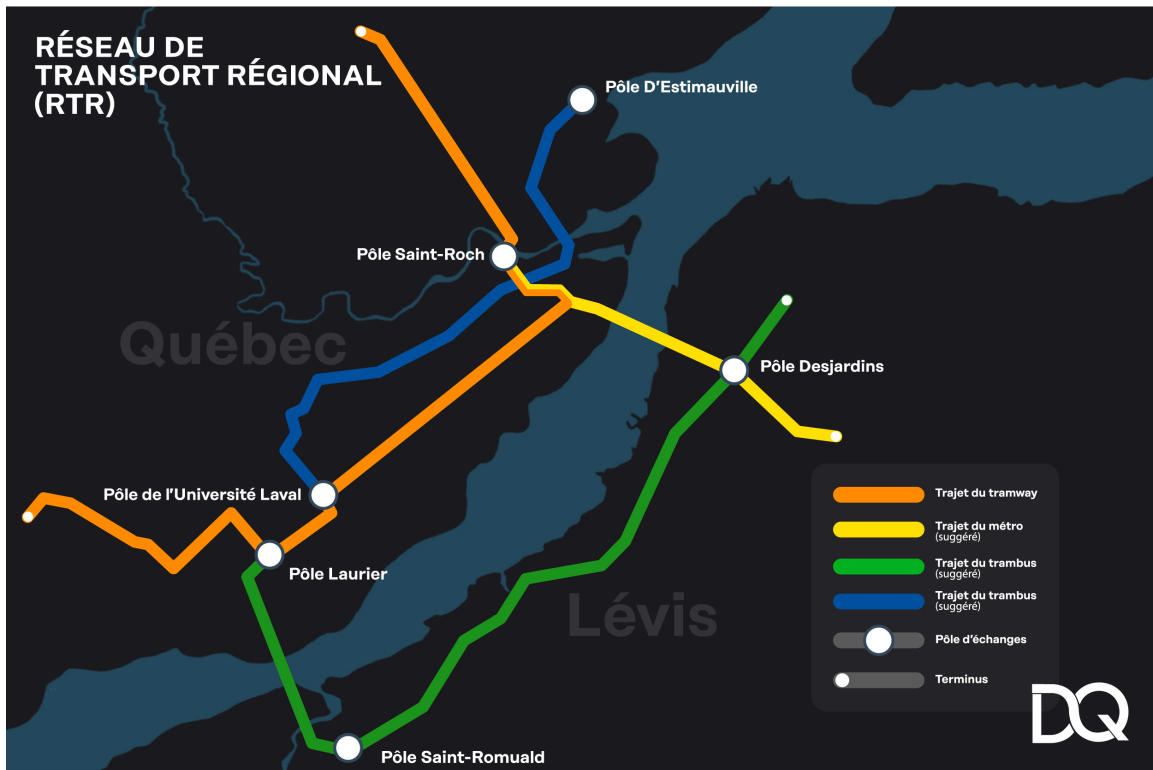 RÉSEAU DE
TRANSPORT RÉGIONAL
(RTR)
Pôle D'Estimauville
Pôle Saint-Roch
Québec
Pôle Desjardins
Pôle de l'Université Laval
Pôle Laurier
Lévis
Pôle Saint-Romuald
Trajet du tramway
Trajet du métro
(suggéré)
Trajet du trambus
(suggéré)
Trajet du trambus
(suggéré)
Pôle d'échanges
Terminus
DQ